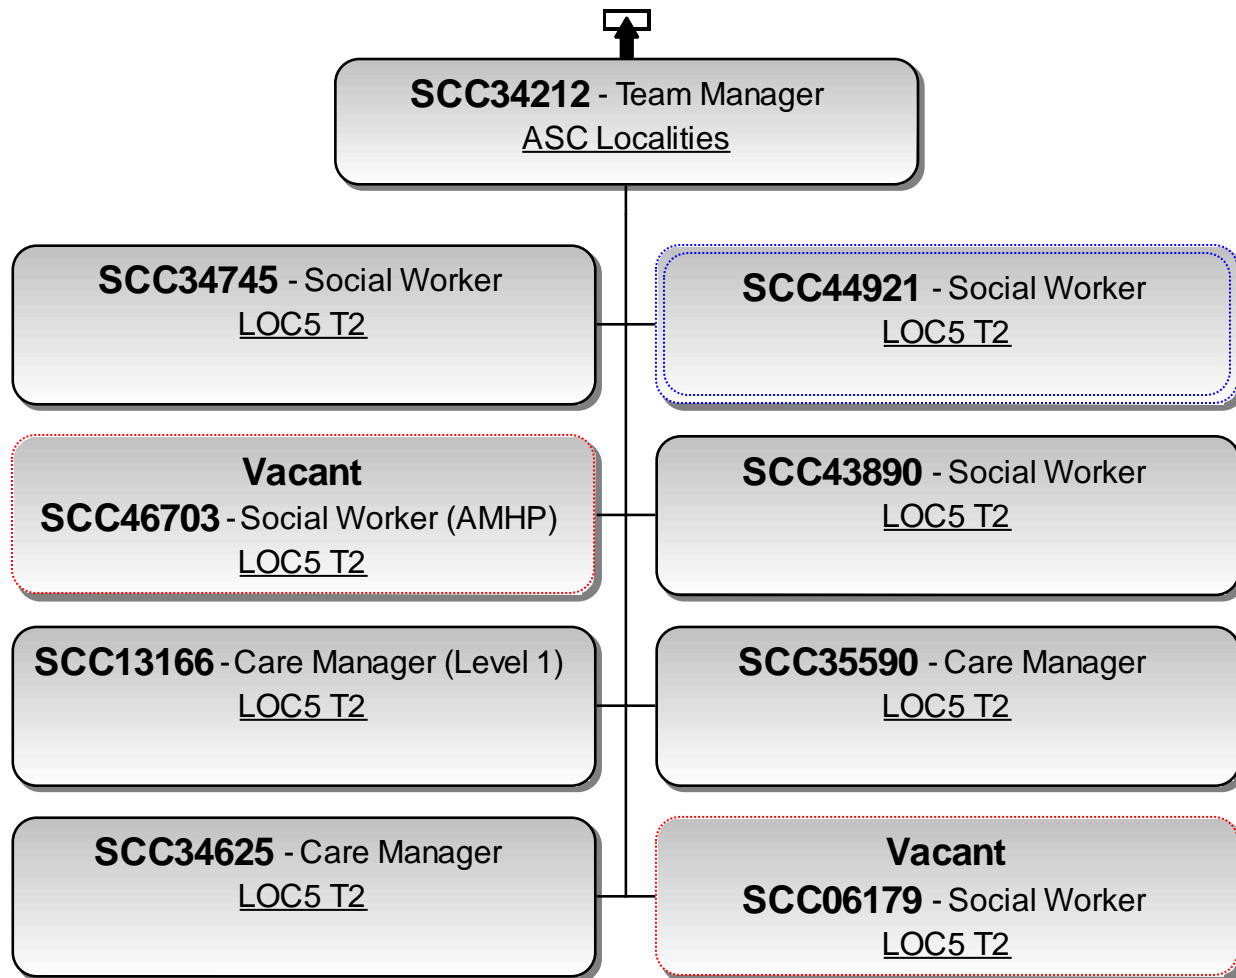 SCC34212 - Team Manager
ASC Localities
SCC34745 - Social Worker
LOC5 T2
SCC44921 - Social Worker
LOC5 T2
Vacant
SCC46703 - Social Worker (AMHP)
LOC5 T2
SCC43890 - Social Worker
LOC5 T2
SCC13166 - Care Manager (Level 1)
LOC5 T2
SCC35590 - Care Manager
LOC5 T2
SCC34625 - Care Manager
LOC5 T2
Vacant
SCC06179 - Social Worker
LOC5 T2